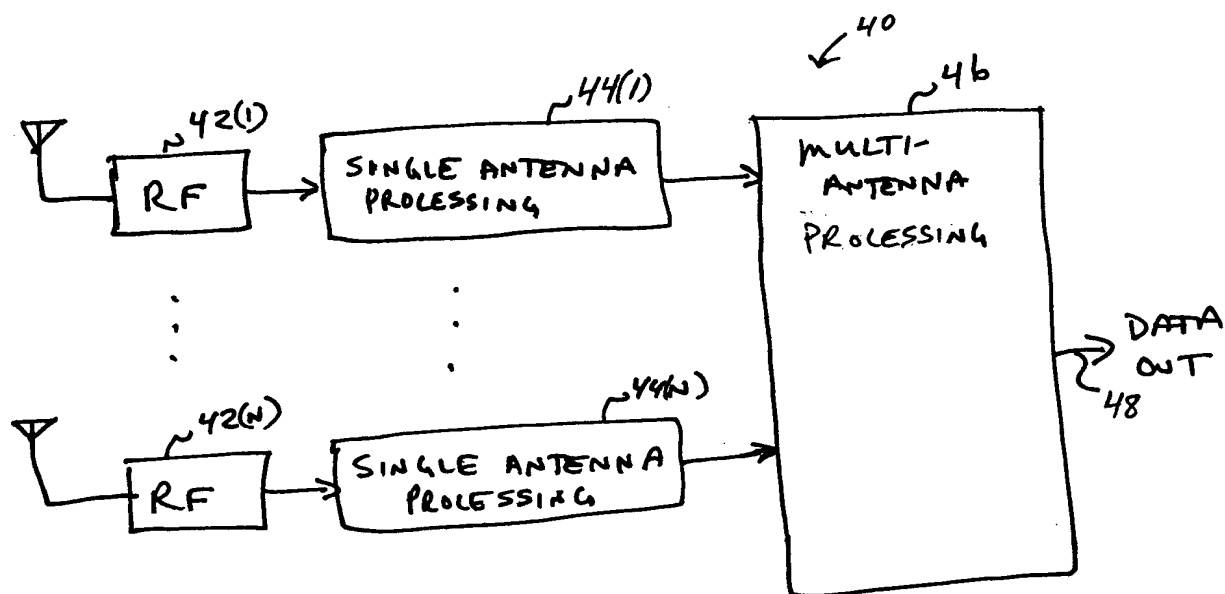 40
44(1)
46
42(1)
MULTI-
ANTENNA
PROCESSING
SINGLE ANTENNA
PROCESSING
RF
DATA
OUT
48
44(N)
42(N)
SINGLE ANTENNA
PROCESSING
RF